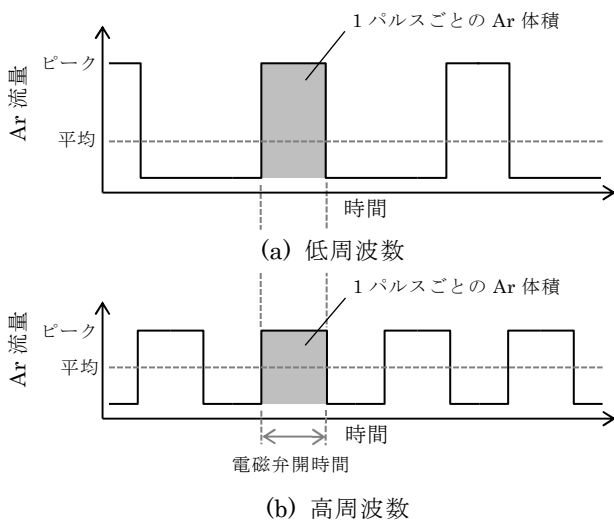 1 パルスごとの Ar 体積
ピーク
Ar 流量
平均
時間
(a) 低周波数
1 パルスごとの Ar 体積
ピーク
Ar 流量
平均
時間
電磁弁開時間
(b) 高周波数